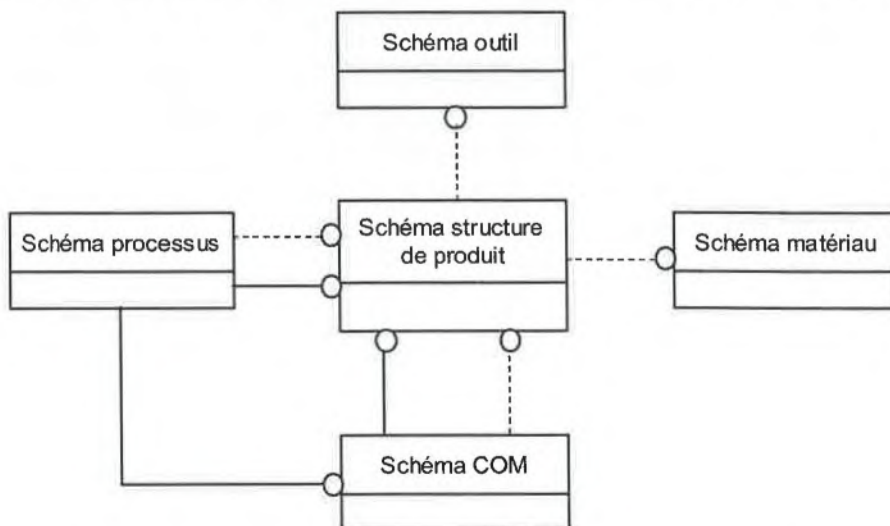 Schéma outil
Schéma processus
Schéma structure
de produit
Schéma matériau
Schéma COM